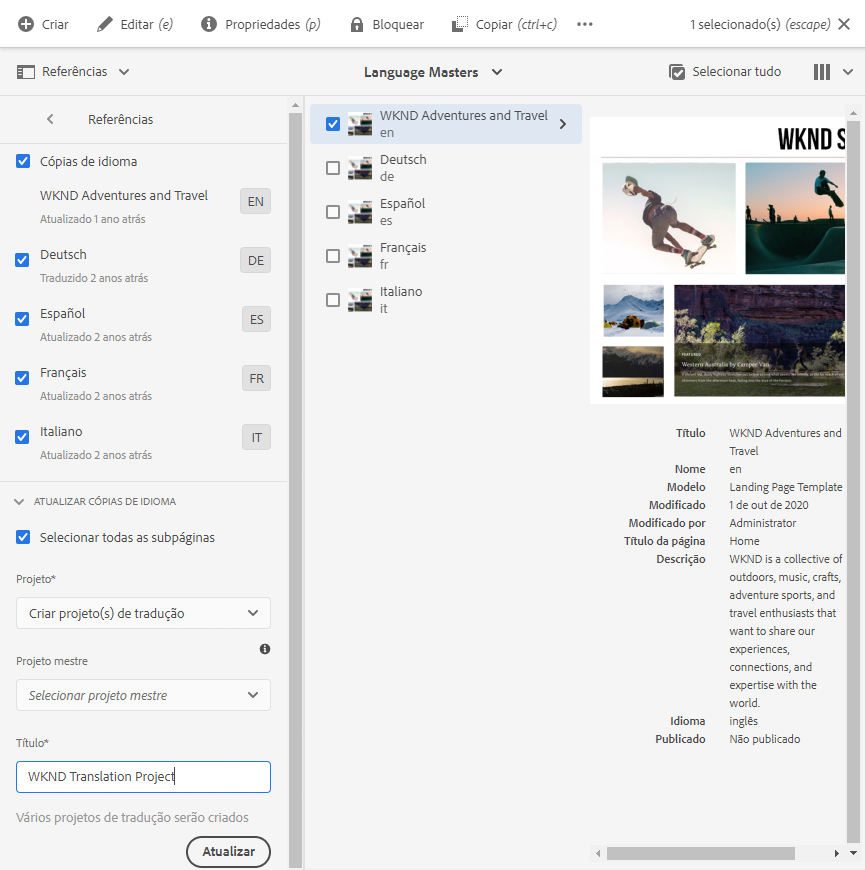 Criar
Editar (e)
Propriedades (p)
Bloquear
Copiar (ctrl+c)
1 selecionado(s) (escape)
Referências
Language Masters
Selecionar tudo
Referências
Cópias de idioma
WKND Adventures and Travel
EN
Atualizado 1 ano atrás
Deutsch
DE
Traduzido 2 anos atrás
Español
ES
Atualizado 2 anos atrás
Français
FR
Atualizado 2 anos atrás
Italiano
IT
Atualizado 2 anos atrás
ATUALIZAR CÓPIAS DE IDIOMA
Selecionar todas as subpáginas
Projeto*
Criar projeto(s) de tradução
Projeto mestre
Selecionar projeto mestre
Título*
WKND Translation Project
Vários projetos de tradução serão criados
Atualizar
WKND Adventures and Travel
en
Deutsch
de
Español
es
Français
fr
Italiano
it
WKND S
FEATURED
Western Australia by Camper Van
Título WKND Adventures and
Travel
Nome en
Modelo Landing Page Template
Modificado 1 de out de 2020
Modificado por Administrator
Título da página Home
Descrição WKND is a collective of
outdoors, music, crafts,
adventure sports, and
travel enthusiasts that
want to share our
experiences,
connections, and
expertise with the
world.
Idioma inglês
Publicado Não publicado